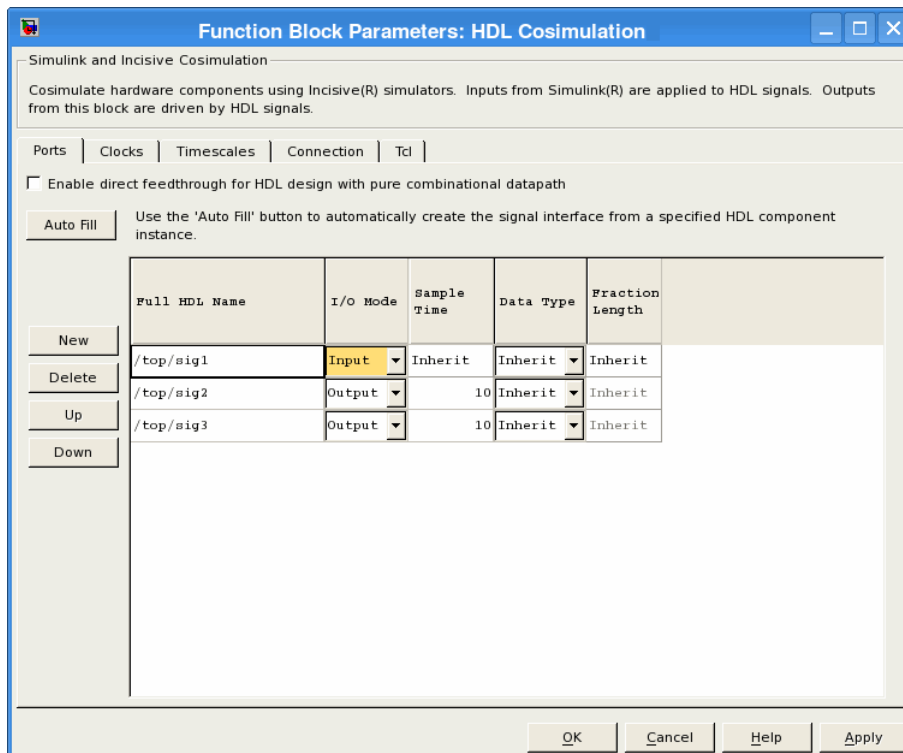 Function Block Parameters: HDL Cosimulation
Simulink and Incisive Cosimulation
Cosimulate hardware components using Incisive(R) simulators.  Inputs from Simulink(R) are applied to HDL signals.  Outputs
from this block are driven by HDL signals.
Ports Clocks Timescales Connection Tcl
Enable direct feedthrough for HDL design with pure combinational datapath
Auto Fill
Use the 'Auto Fill' button to automatically create the signal interface from a specified HDL component
instance.
Full HDL Name I/O Mode Sample Time Data Type Fraction Length
New
Delete
Up
Down
/top/sig1 Input Inherit Inherit Inherit
/top/sig2 Output 10 Inherit Inherit
/top/sig3 Output 10 Inherit Inherit
OK Cancel Help Apply